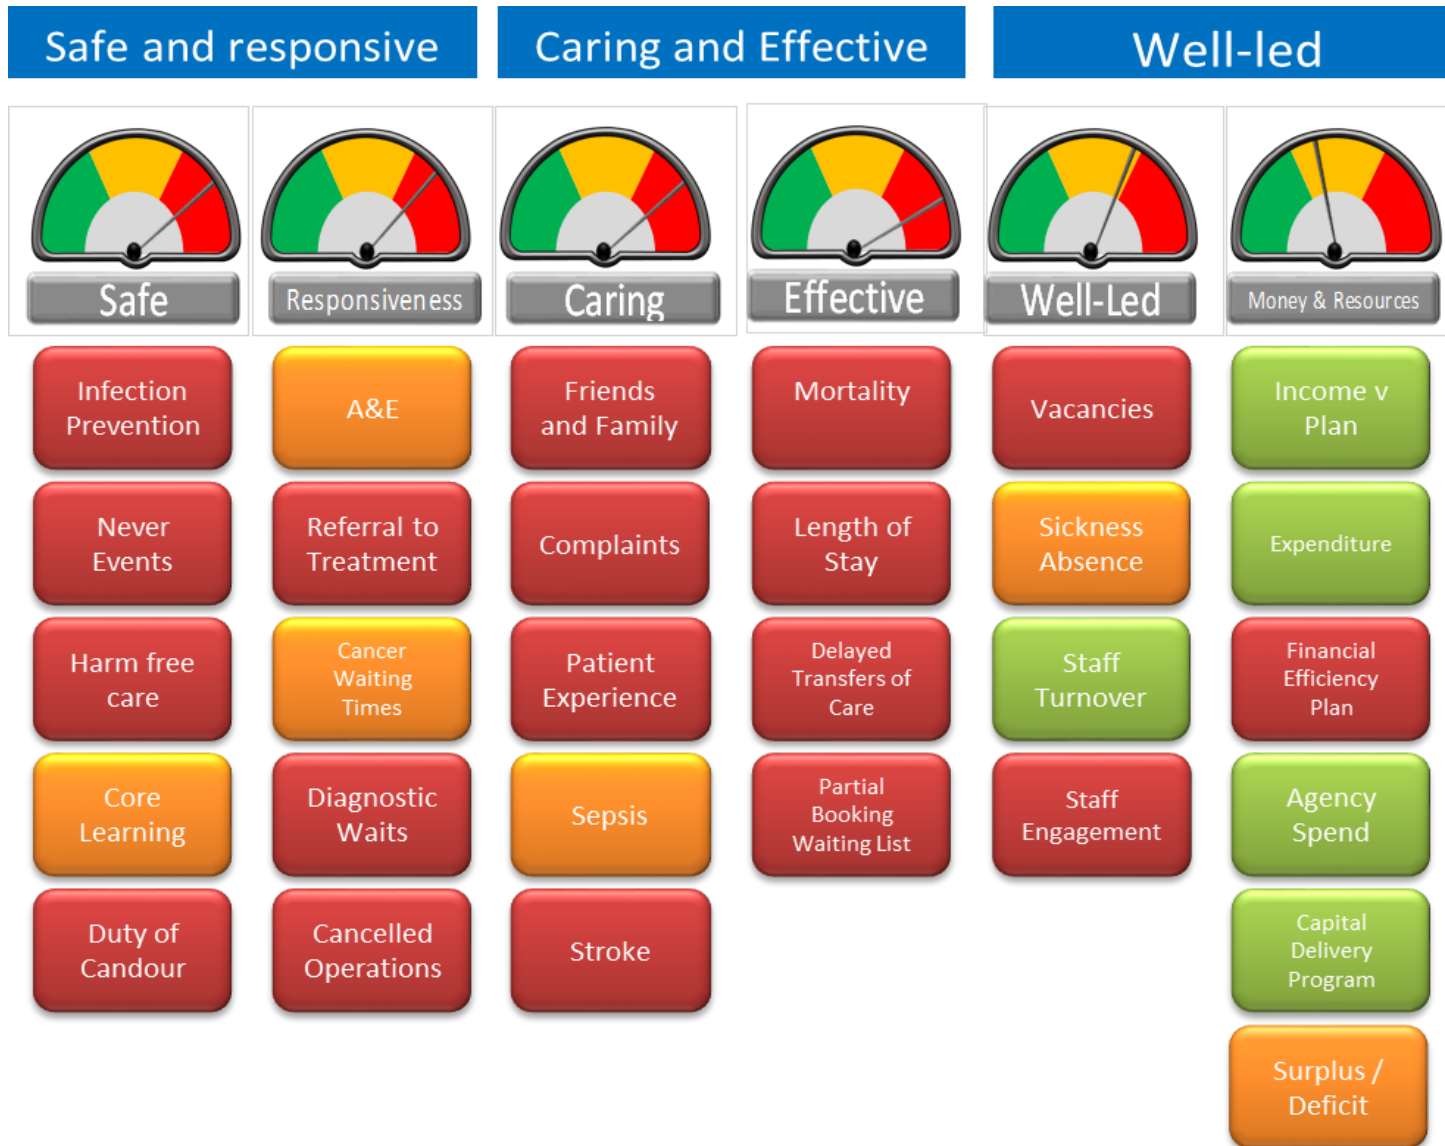 Safe and responsive
Caring and Effective
Well-led
Safe
Responsiveness
Caring
Effective
Well-Led
Money & Resources
Infection
Prevention
Never
Events
Harm free
care
Core
Learning
Duty of
Candour
A&E
Referral to
Treatment
Cancer
Waiting
Times
Diagnostic
Waits
Cancelled
Operations
Friends
and Family
Complaints
Patient
Experience
Sepsis
Stroke
Mortality
Length of
Stay
Delayed
Transfers of
Care
Partial
Booking
Waiting List
Vacancies
Sickness
Absence
Staff
Turnover
Staff
Engagement
Income v
Plan
Expenditure
Financial
Efficiency
Plan
Agency
Spend
Capital
Delivery
Program
Surplus /
Deficit